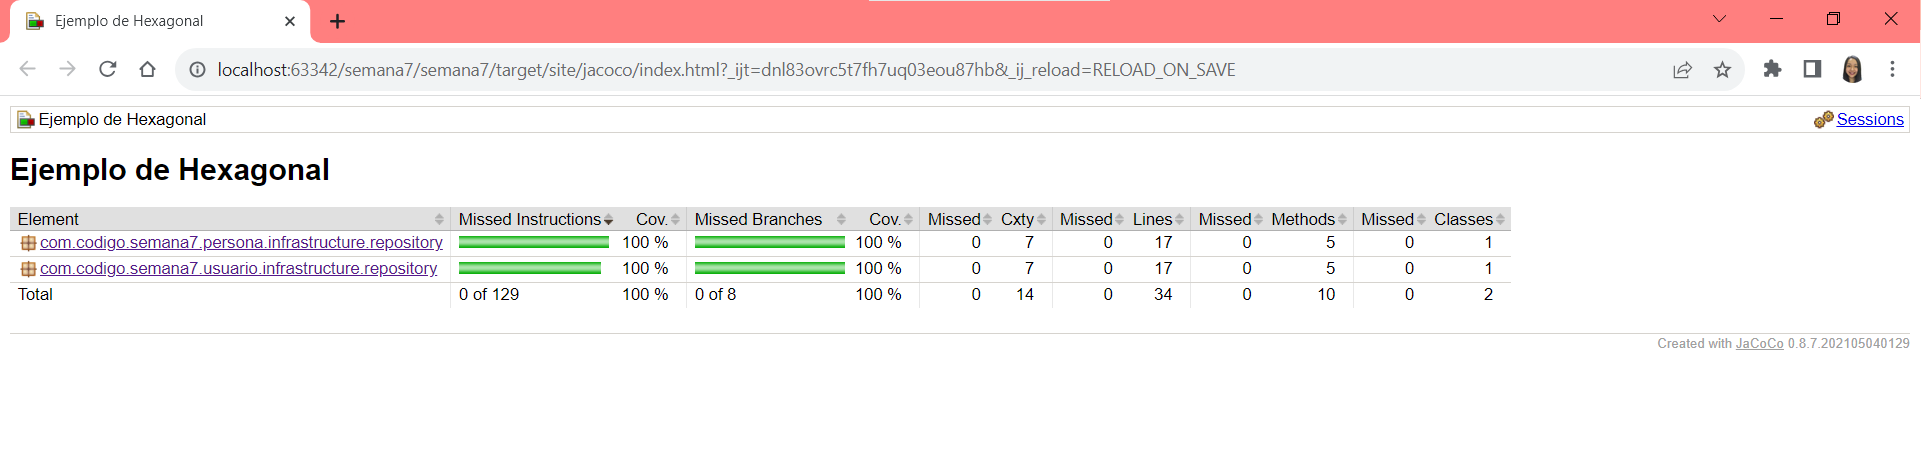 Ejemplo de Hexagonal
localhost:63342/semana7/semana7/target/site/jacoco/index.html?_ijt=dnl83ovrc5t7fh7uq03eou87hb&_ij_reload=RELOAD_ON_SAVE
Ejemplo de Hexagonal Sessions
Ejemplo de Hexagonal
Element Missed Instructions Cov. Missed Branches Cov. Missed Cxty Missed Lines Missed Methods Missed Classes
com.codigo.semana7.persona.infrastructure.repository 100 % 100 % 0 7 0 17 0 5 0 1
com.codigo.semana7.usuario.infrastructure.repository 100 % 100 % 0 7 0 17 0 5 0 1
Total 0 of 129 100 % 0 of 8 100 % 0 14 0 34 0 10 0 2
Created with JaCoCo 0.8.7.202105040129